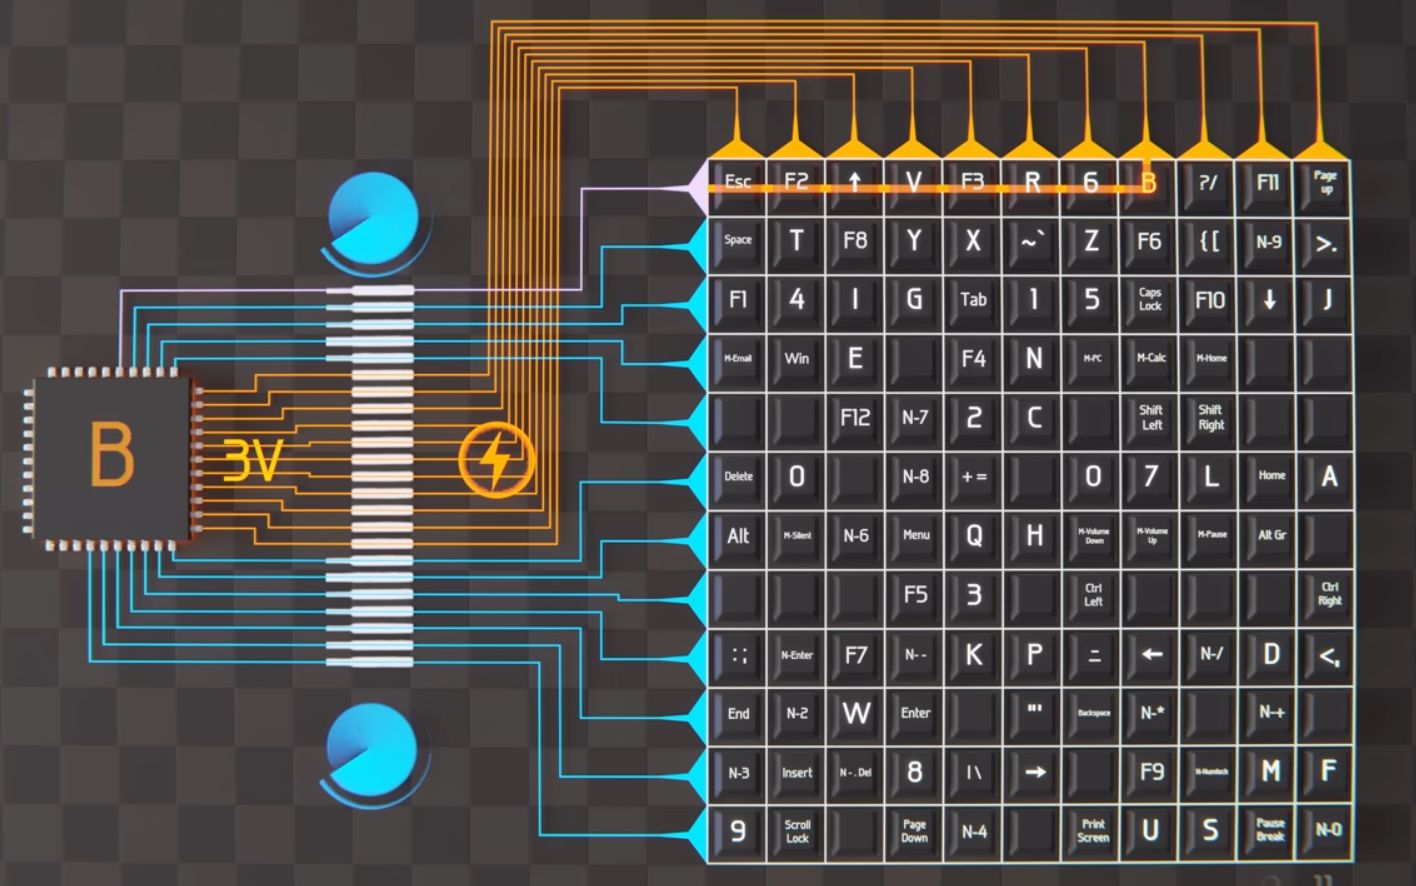 B
3V
Esc F2 ↑ V F3 R 6 B ?/ F11 Page up
Space T F8 Y X ~` Z F6 {[ N-9 >.
F1 4 I G Tab 1 5 Caps Lock F10 ↓ J
M-Email Win E F4 N M-PC M-Calc M-Home
F12 N-7 2 C Shift Left Shift Right
Delete O N-8 += 0 7 L Home A
Alt M-Silent N-6 Menu Q H M-Volume Down M-Volume Up M-Pause Alt Gr
F5 3 Ctrl Left Ctrl Right
:; N-Enter F7 N-- K P ← N-/ D <,
End N-2 W Enter "' Backspace N-* N-+
N-3 Insert N-.Del 8 |\ → F9 N-Numlock M F
9 Scroll Lock Page Down N-4 Print Screen U S Pause Break N-0